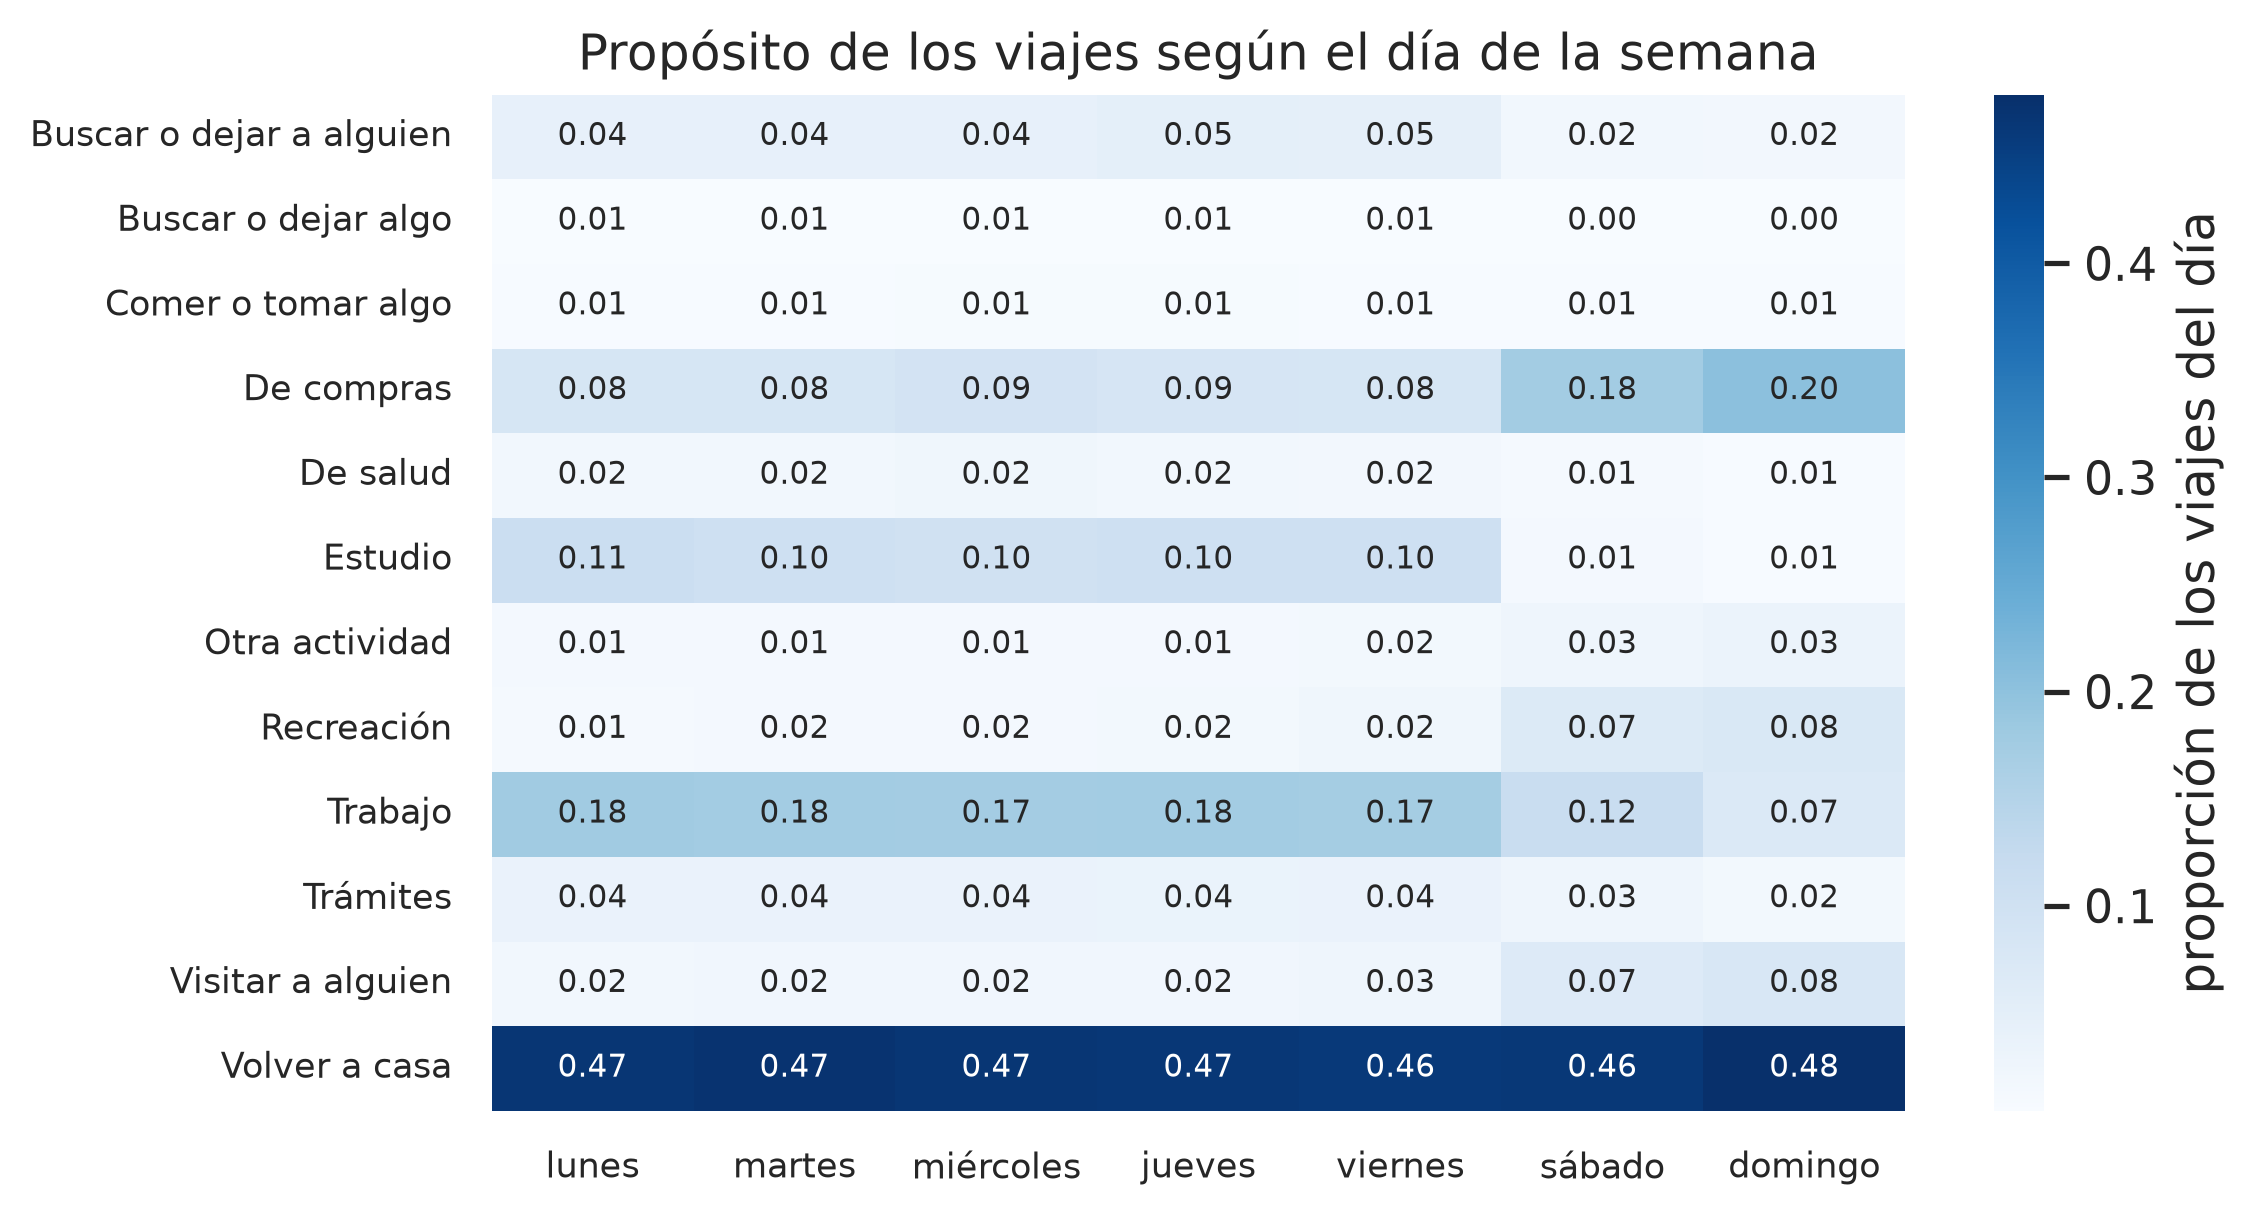 Propósito de los viajes según el día de la semana
Buscar o dejar a alguien 0.04 0.04 0.04 0.05 0.05 0.02 0.02
Buscar o dejar algo 0.01 0.01 0.01 0.01 0.01 0.00 0.00
Comer o tomar algo 0.01 0.01 0.01 0.01 0.01 0.01 0.01
De compras 0.08 0.08 0.09 0.09 0.08 0.18 0.20
De salud 0.02 0.02 0.02 0.02 0.02 0.01 0.01
Estudio 0.11 0.10 0.10 0.10 0.10 0.01 0.01
Otra actividad 0.01 0.01 0.01 0.01 0.02 0.03 0.03
Recreación 0.01 0.02 0.02 0.02 0.02 0.07 0.08
Trabajo 0.18 0.18 0.17 0.18 0.17 0.12 0.07
Trámites 0.04 0.04 0.04 0.04 0.04 0.03 0.02
Visitar a alguien 0.02 0.02 0.02 0.02 0.03 0.07 0.08
Volver a casa 0.47 0.47 0.47 0.47 0.46 0.46 0.48
lunes martes miércoles jueves viernes sábado domingo
0.4
0.3
0.2
0.1
proporción de los viajes del día